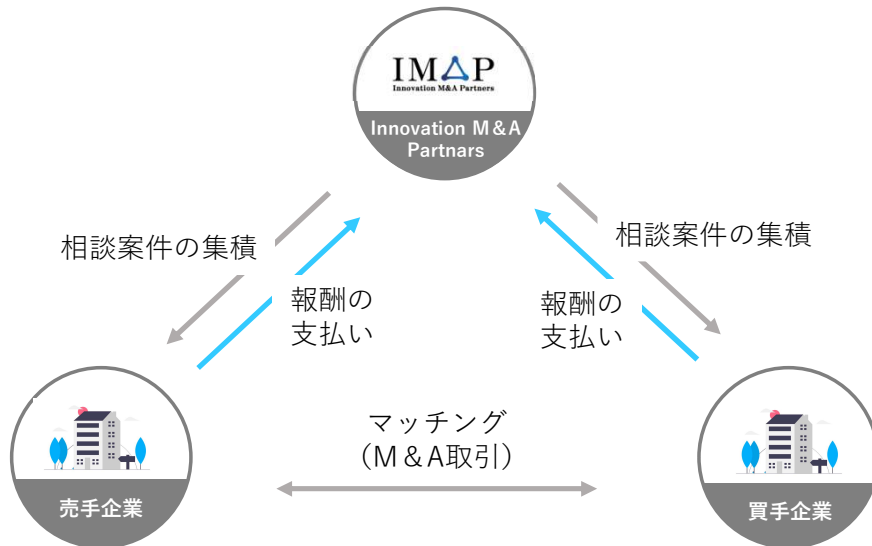 IMAP
Innovation M&A Partners
Innovation M&A
Partnars
相談案件の集積
相談案件の集積
報酬の
支払い
報酬の
支払い
マッチング
（M&A取引）
売手企業
買手企業